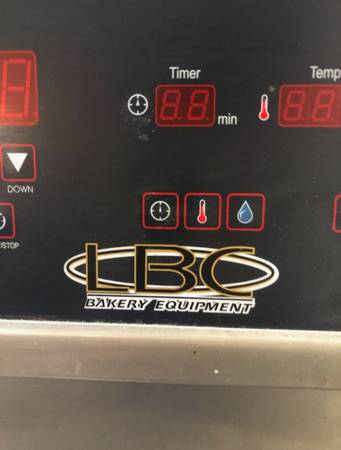 Timer
Temp
min
DOWN
STOP
LBC
BAKERY EQUIPMENT